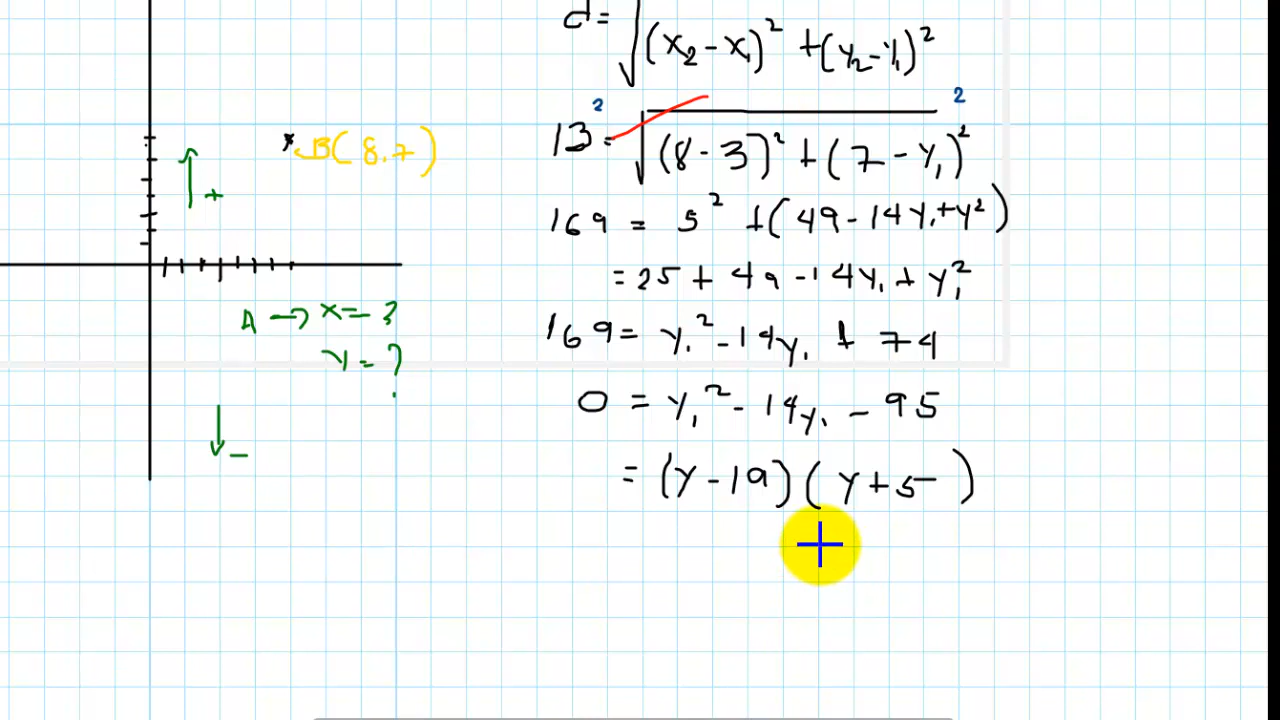 d = √(x₂ - x₁)² + (y₂ - y₁)²
13² = √(8 - 3)² + (7 - y₁)² ²
169 = 5² + (49 - 14y₁ + y²)
= 25 + 49 - 14y₁ + y₁²
169 = y₁² - 14y₁ + 74
0 = y₁² - 14y₁ - 95
= (y - 19)(y + 5)
B(8.7)
+
A → x = 3
y = ?
-